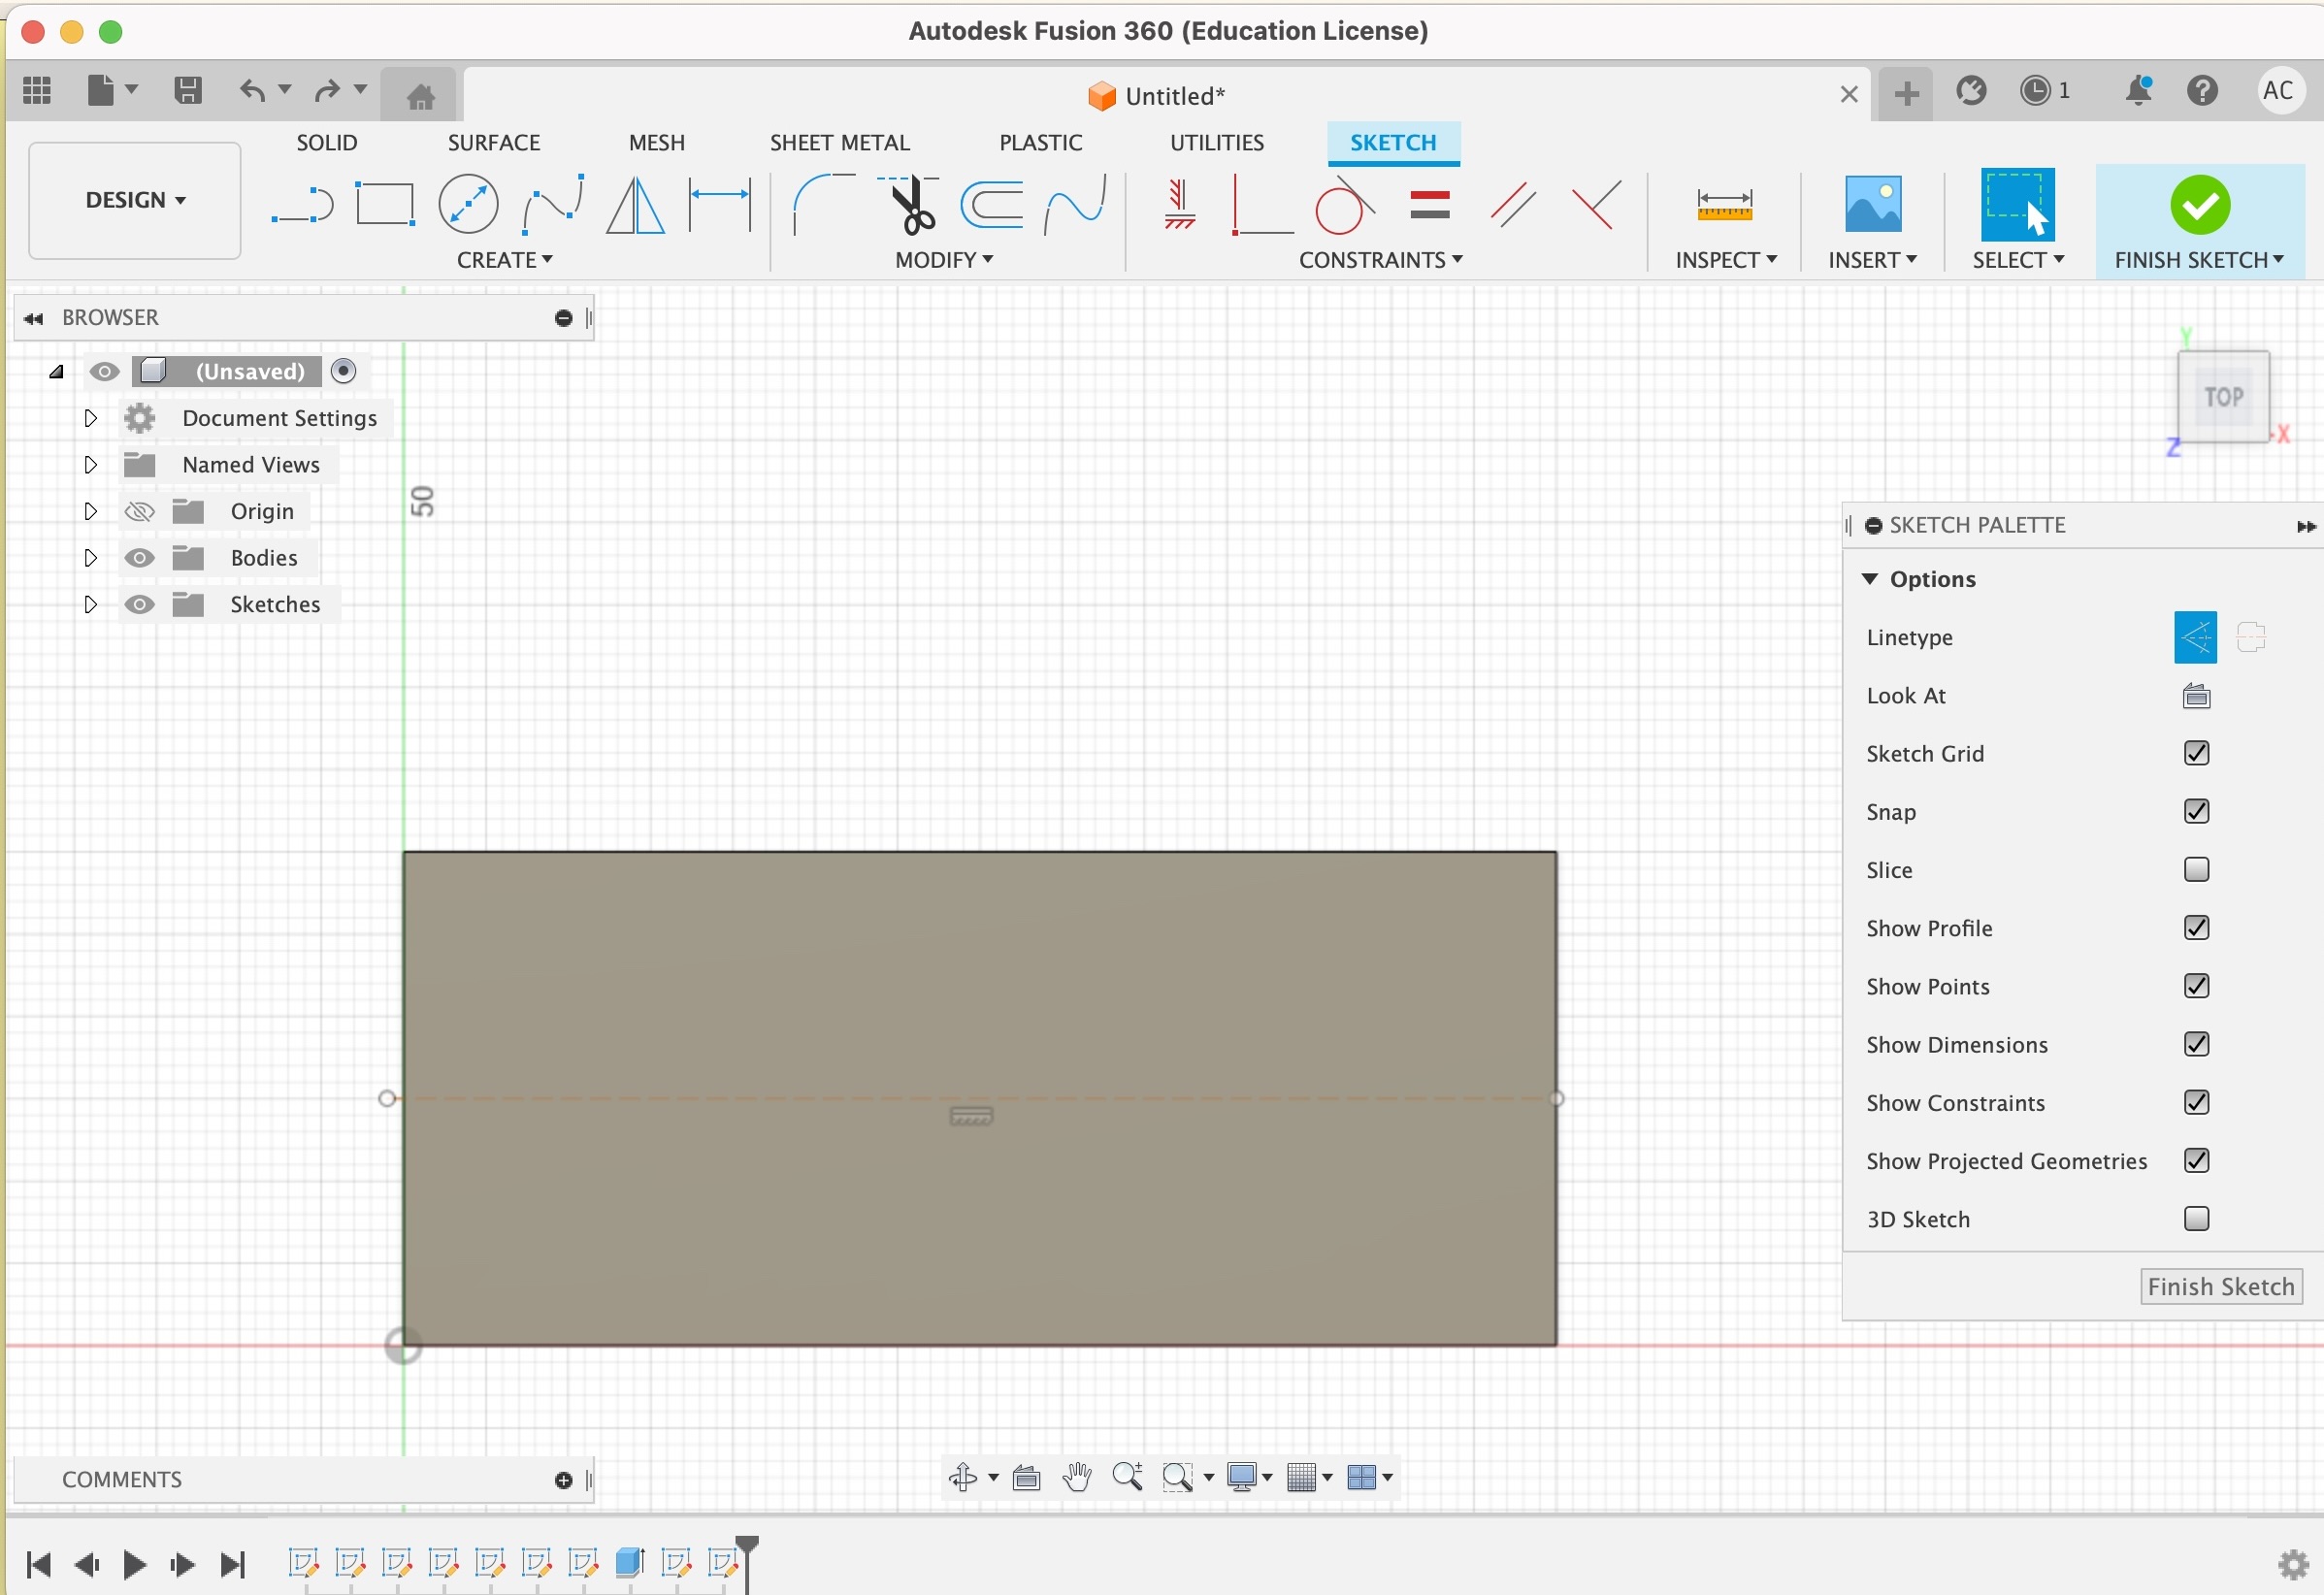 Autodesk Fusion 360 (Education License)
Untitled*
1
AC
SOLID SURFACE MESH SHEET METAL PLASTIC UTILITIES SKETCH
DESIGN
CREATE MODIFY CONSTRAINTS INSPECT INSERT SELECT FINISH SKETCH
BROWSER
(Unsaved)
Document Settings
Named Views
Origin
Bodies
Sketches
50
Y
TOP
X
Z
SKETCH PALETTE
Options
Linetype
Look At
Sketch Grid
Snap
Slice
Show Profile
Show Points
Show Dimensions
Show Constraints
Show Projected Geometries
3D Sketch
Finish Sketch
COMMENTS